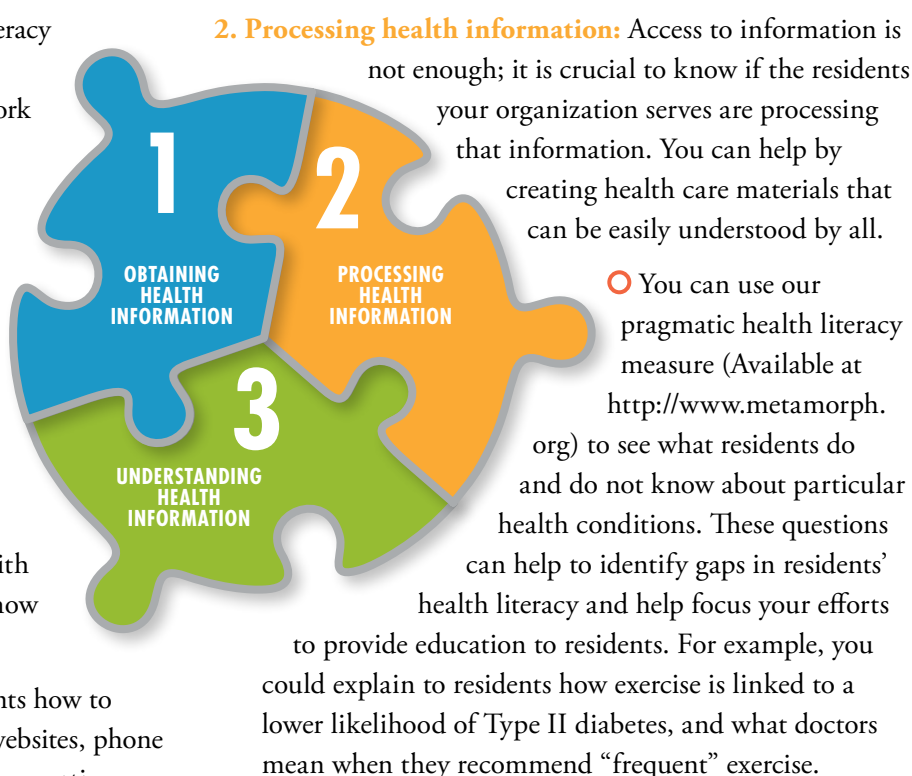 2. Processing health information: Access to information is
not enough; it is crucial to know if the residents
your organization serves are processing
that information. You can help by
creating health care materials that
can be easily understood by all.
You can use our
pragmatic health literacy
measure (Available at
http://www.metamorph.
org) to see what residents do
and do not know about particular
health conditions. These questions
can help to identify gaps in residents’
health literacy and help focus your efforts
to provide education to residents. For example, you
could explain to residents how exercise is linked to a
lower likelihood of Type II diabetes, and what doctors
mean when they recommend “frequent” exercise.
1
OBTAINING
HEALTH
INFORMATION
2
PROCESSING
HEALTH
INFORMATION
3
UNDERSTANDING
HEALTH
INFORMATION
how to
websites, phone